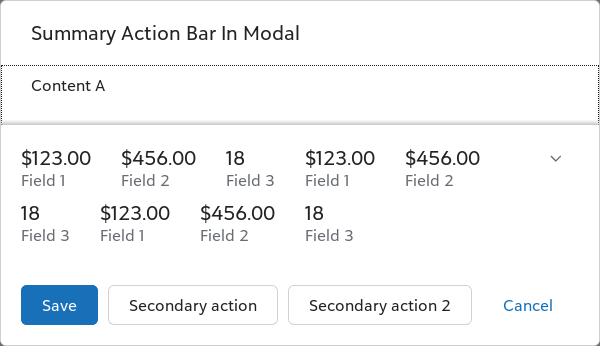 Summary Action Bar In Modal
Content A
$123.00 $456.00 18 $123.00 $456.00
Field 1 Field 2 Field 3 Field 1 Field 2
18 $123.00 $456.00 18
Field 3 Field 1 Field 2 Field 3
Save Secondary action Secondary action 2 Cancel